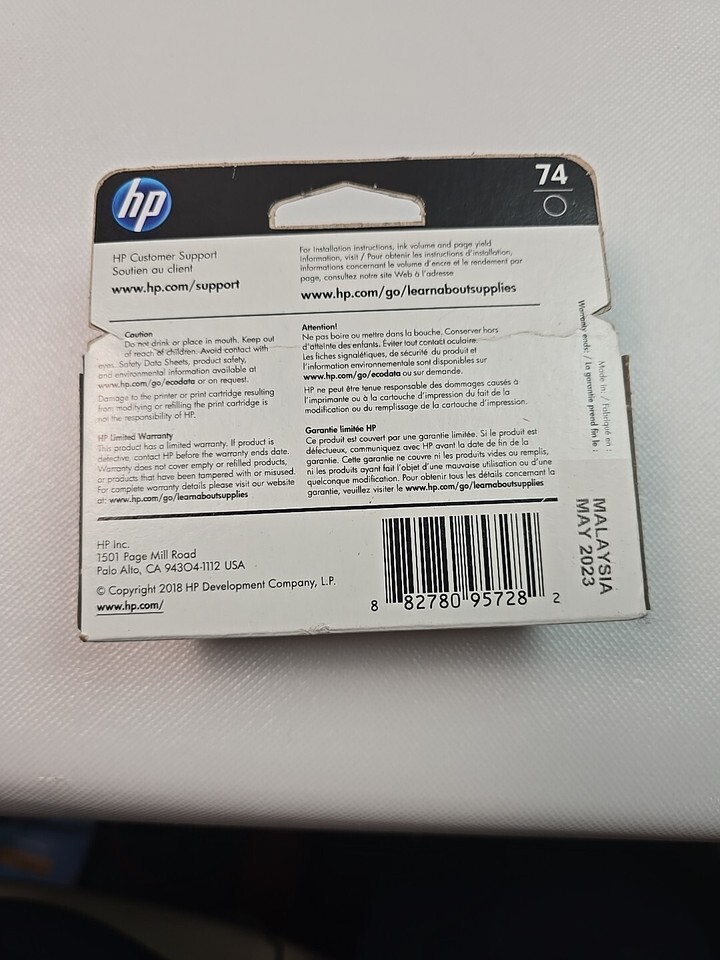 hp
74
HP Customer Support
Soutien au client
www.hp.com/support
For installation instructions, ink volume and page yield
information, visit / Pour obtenir les instructions d'installation,
informations concernant le volume d'encre et le rendement par
page, consultez notre site Web à l'adresse
www.hp.com/go/learnaboutsupplies
Caution
Do not drink or place in mouth. Keep out
of reach of children. Avoid contact with
eyes. Safety Data Sheets, product safety,
and environmental information available at
www.hp.com/go/ecodata or on request.
Damage to the printer or print cartridge resulting
from modifying or refilling the print cartridge is
not the responsibility of HP.
HP Limited Warranty
This product has a limited warranty. If product is
defective, contact HP before the warranty ends date.
Warranty does not cover empty or refilled products,
or products that have been tampered with or misused.
For complete warranty details please visit our website
at: www.hp.com/go/learnaboutsupplies
Attention!
Ne pas boire ou mettre dans la bouche. Conserver hors
d'atteinte des enfants. Éviter tout contact oculaire.
Les fiches signalétiques, de sécurité du produit et
l'information environnementale sont disponibles sur
www.hp.com/go/ecodata ou sur demande.
HP ne peut être tenue responsable des dommages causés à
l'imprimante ou à la cartouche d'impression du fait de la
modification ou du remplissage de la cartouche d'impression.
Garantie limitée HP
Ce produit est couvert par une garantie limitée. Si le produit est
défectueux, communiquez avec HP avant la date de fin de la
garantie. Cette garantie ne couvre ni les produits vides ou remplis,
ni les produits ayant fait l'objet d'une mauvaise utilisation ou d'une
quelconque modification. Pour obtenir tous les détails concernant la
garantie, veuillez visiter le www.hp.com/go/learnaboutsupplies
Made in: / Fabriqué en :
Warranty ends: / La garantie prend fin le :
MALAYSIA
MAY 2023
HP Inc.
1501 Page Mill Road
Palo Alto, CA 94304-1112 USA
© Copyright 2018 HP Development Company, L.P.
www.hp.com/
8 82780 95728 2